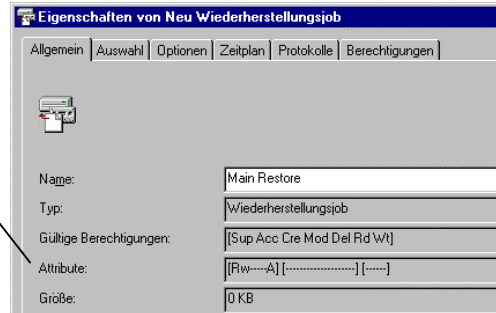 Eigenschaften von Neu Wiederherstellungsjob
Allgemein Auswahl Optionen Zeitplan Protokolle Berechtigungen
Name: Main Restore
Typ: Wiederherstellungsjob
Gültige Berechtigungen: [Sup Acc Cre Mod Del Rd Wt]
Attribute: [Rw-----A] [--------------------] [------]
Größe: 0 KB